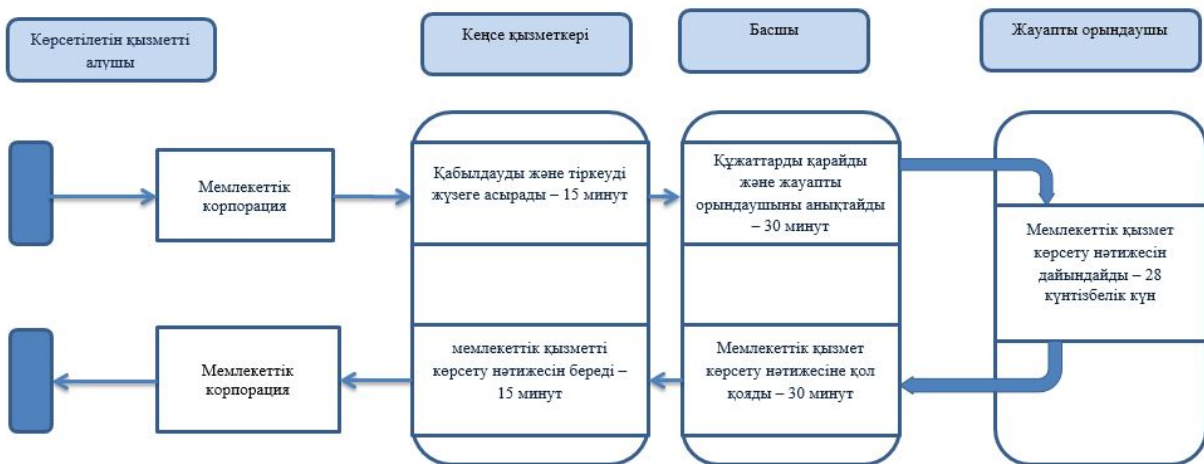 Көрсетілетін қызметті
алушы
Кеңсе қызметкері
Басшы
Жауапты орындаушы
Мемлекеттік
корпорация
Қабылдауды және тіркеуді
жүзеге асырады – 15 минут
Құжаттарды қарайды
және жауапты
орындаушыны анықтайды
– 30 минут
Мемлекеттік қызмет
көрсету нәтижесін
дайындайды – 28
күнтізбелік күн
Мемлекеттік
корпорация
мемлекеттік қызметті
көрсету нәтижесін береді –
15 минут
Мемлекеттік қызмет
көрсету нәтижесіне қол
қояды – 30 минут